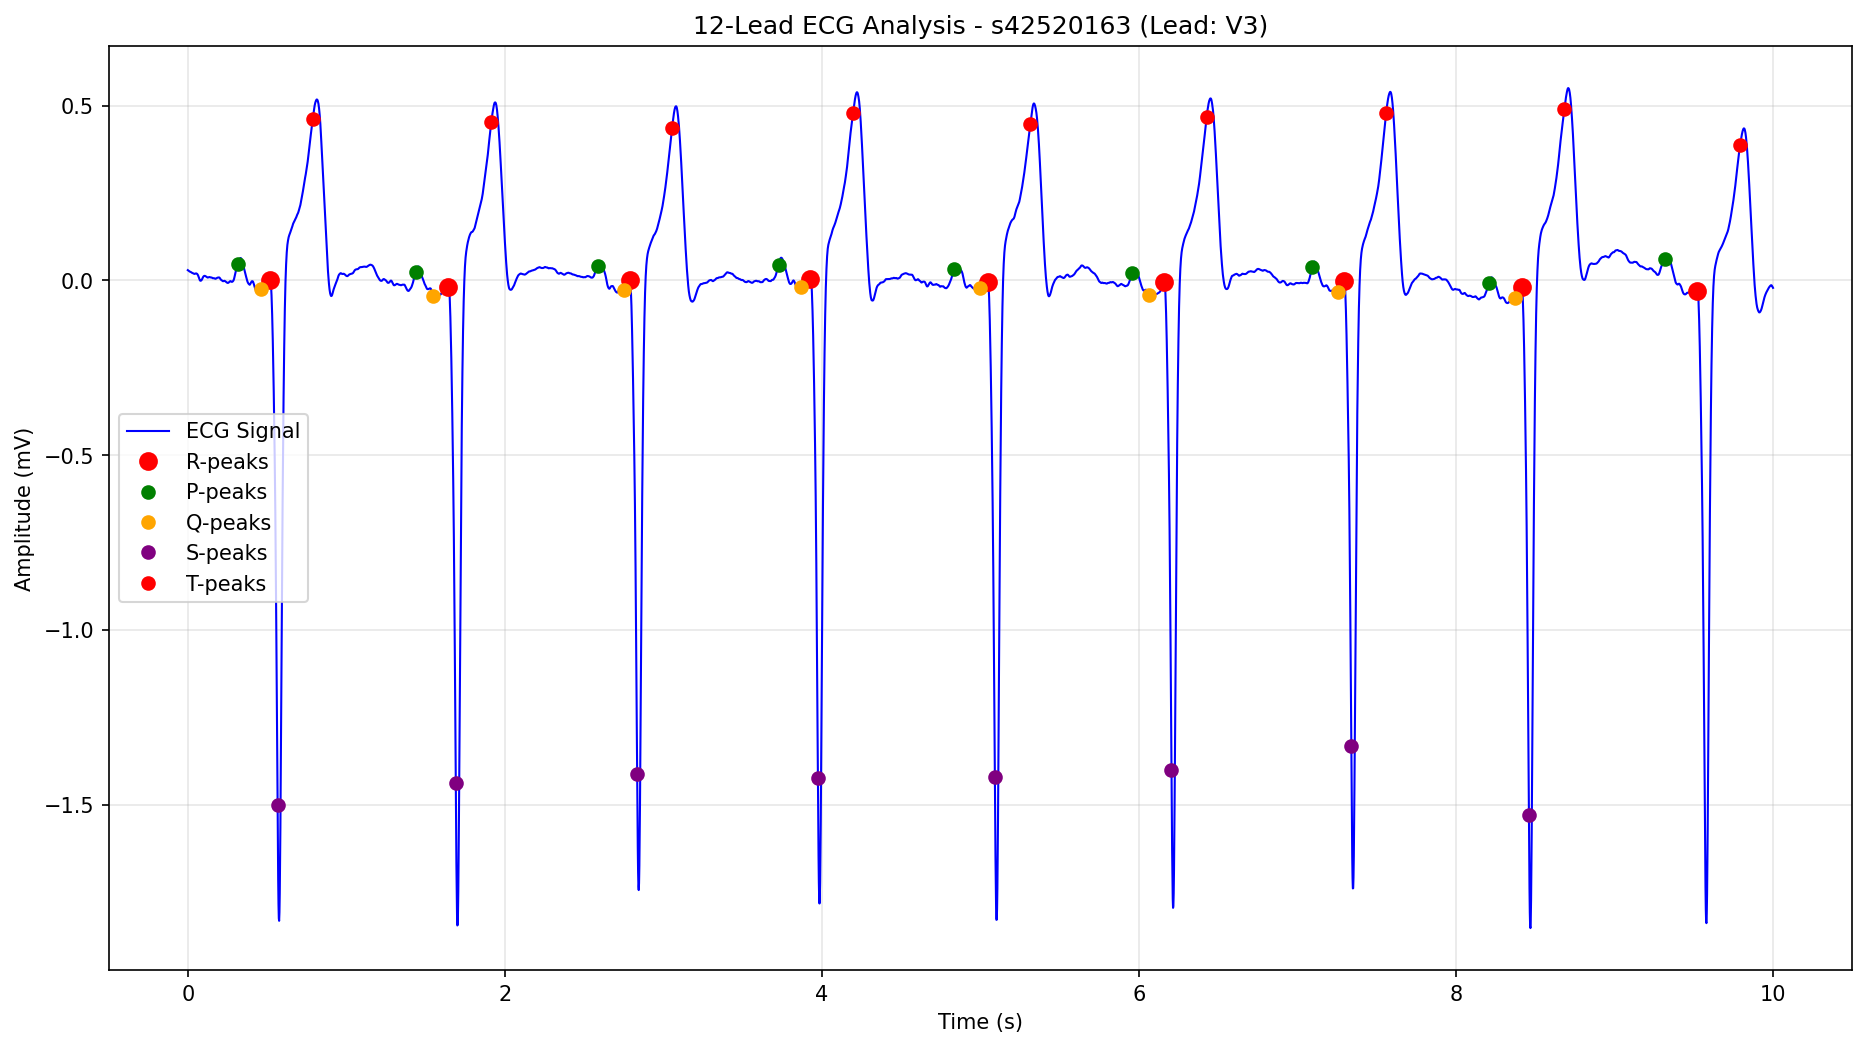 12-Lead ECG Analysis - s42520163 (Lead: V3)
0.5
0.0
−0.5
−1.0
−1.5
Amplitude (mV)
ECG Signal
R-peaks
P-peaks
Q-peaks
S-peaks
T-peaks
0 2 4 6 8 10
Time (s)